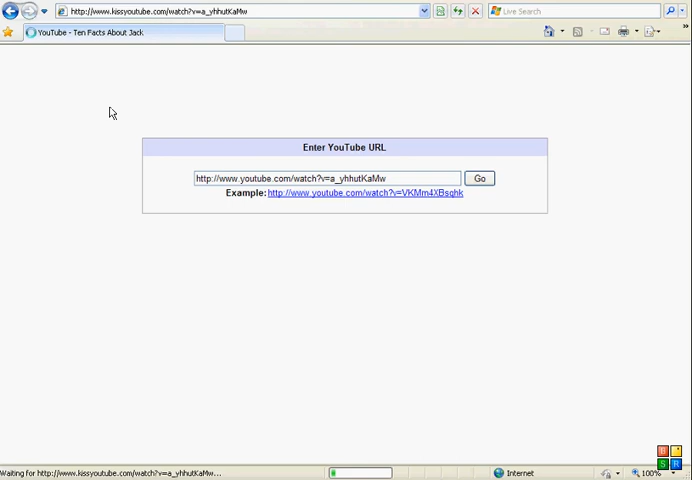 http://www.kissyoutube.com/watch?v=a_yhhutKaMw
Live Search
YouTube - Ten Facts About Jack
Enter YouTube URL
http://www.youtube.com/watch?v=a_yhhutKaMw Go
Example: http://www.youtube.com/watch?v=VKMm4XBsqhk
Waiting for http://www.kissyoutube.com/watch?v=a_yhhutKaMw...
Internet
100%
S R